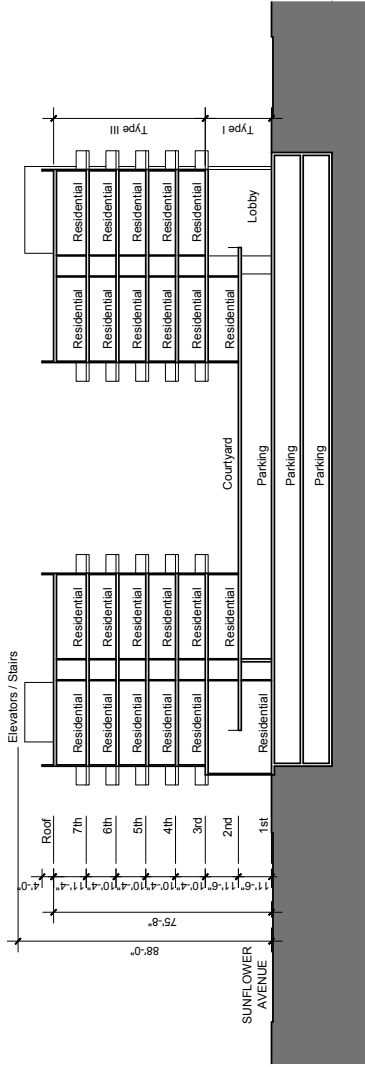 Elevators / Stairs
Roof
7th
6th
5th
4th
3rd
2nd
1st
4'-0"
11'-4"
10'-4"
10'-4"
10'-4"
10'-4"
11'-6"
11'-6"
75'-8"
88'-0"
SUNFLOWER
AVENUE
Residential Residential Residential Residential
Residential Residential Residential Residential
Residential Residential Residential Residential
Residential Residential Residential Residential
Residential Residential Residential Residential
Residential Courtyard Residential Lobby
Residential Parking
Parking
Parking
Type III
Type I